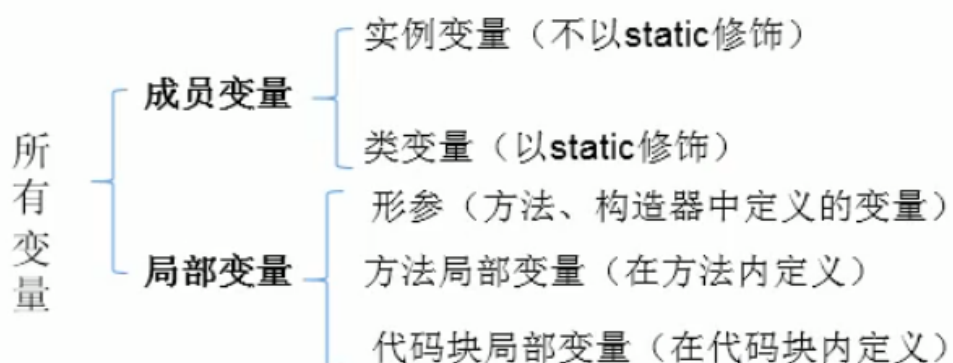 所有变量
成员变量
实例变量（不以static修饰）
类变量（以static修饰）
局部变量
形参（方法、构造器中定义的变量）
方法局部变量（在方法内定义）
代码块局部变量（在代码块内定义）